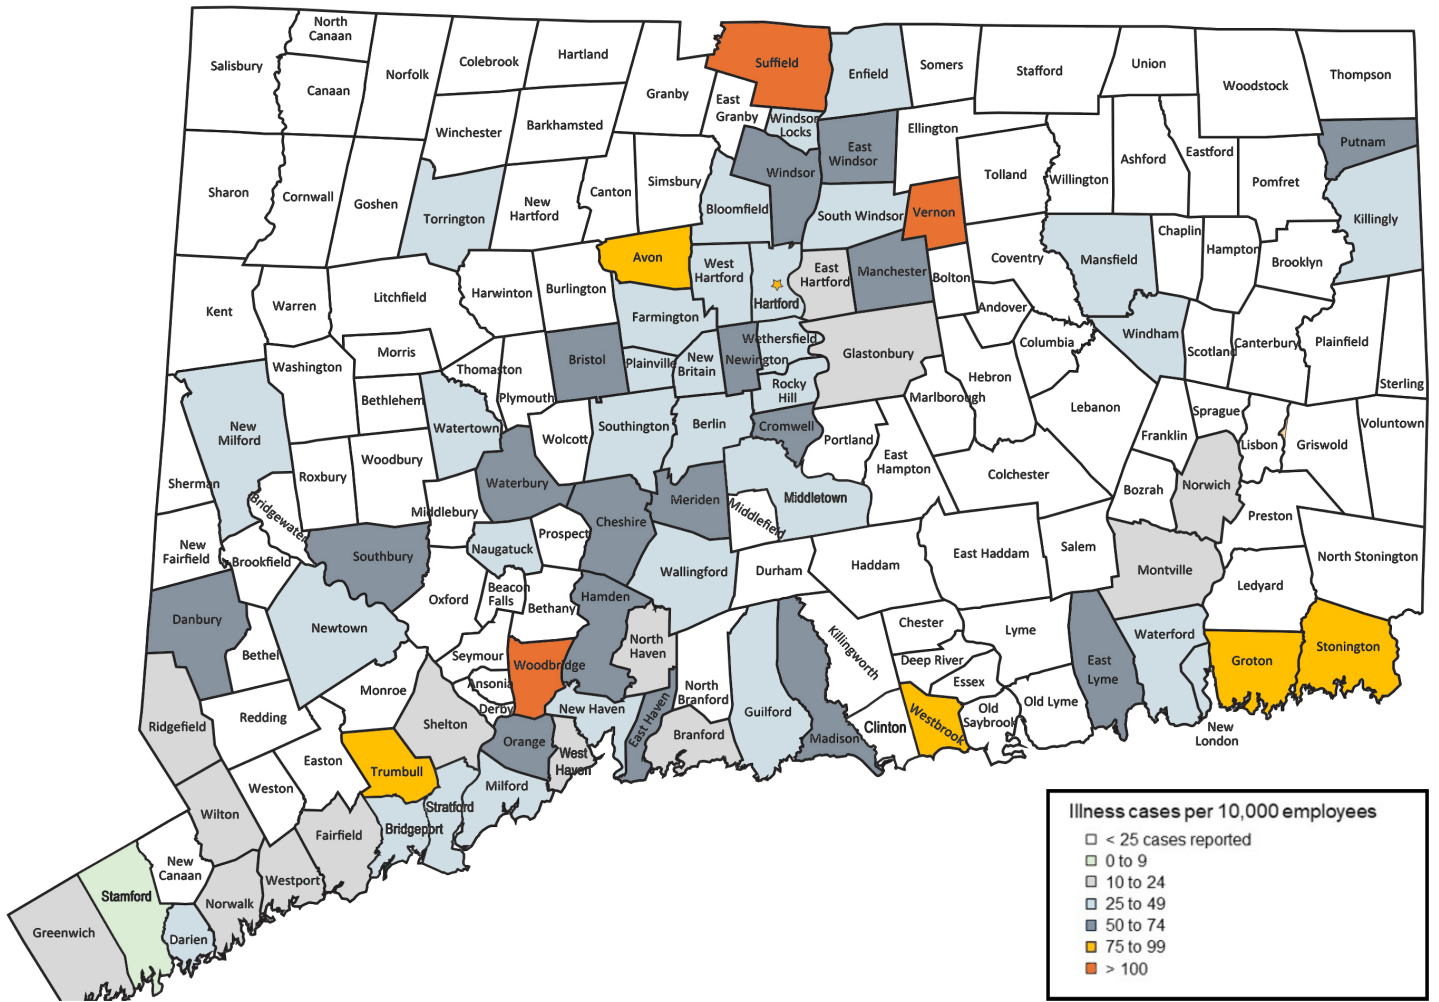 North
Canaan
Salisbury
Canaan
Norfolk
Colebrook
Hartland
Granby
Suffield
East
Granby
Windsor
Locks
Enfield
Somers
Stafford
Union
Woodstock
Thompson
Winchester
Barkhamsted
Ellington
East
Windsor
Putnam
Sharon
Cornwall
Goshen
Torrington
New
Hartford
Canton
Simsbury
Bloomfield
Windsor
South Windsor
Vernon
Tolland
Willington
Ashford
Eastford
Pomfret
Killingly
Kent
Warren
Litchfield
Harwinton
Burlington
Avon
West
Hartford
Hartford
East
Hartford
Manchester
Bolton
Coventry
Mansfield
Chaplin
Hampton
Brooklyn
Andover
Washington
Morris
Thomaston
Bristol
Farmington
Plainville
New
Britain
Newington
Wethersfield
Rocky
Hill
Glastonbury
Hebron
Columbia
Windham
Scotland
Canterbury
Plainfield
Sterling
Bethlehem
Plymouth
Marlborough
Lebanon
Sprague
Voluntown
New
Milford
Watertown
Wolcott
Southington
Berlin
Cromwell
Portland
East
Hampton
Colchester
Franklin
Lisbon
Griswold
Sherman
Roxbury
Woodbury
Bridgewater
Middlebury
Waterbury
Cheshire
Meriden
Middlefield
Middletown
Bozrah
Norwich
Preston
New
Fairfield
Brookfield
Southbury
Naugatuck
Prospect
Wallingford
Durham
Haddam
East Haddam
Salem
Montville
Ledyard
North Stonington
Danbury
Bethel
Newtown
Oxford
Beacon
Falls
Bethany
Hamden
North
Haven
Killingworth
Chester
Lyme
Waterford
Groton
Stonington
Seymour
Ansonia
Derby
Woodbridge
Deep River
Essex
East
Lyme
Ridgefield
Redding
Monroe
Shelton
New Haven
East Haven
North
Branford
Branford
Guilford
Madison
Clinton
Westbrook
Old
Saybrook
Old Lyme
New
London
Orange
West
Haven
Easton
Trumbull
Weston
Wilton
Milford
Stratford
Bridgeport
Fairfield
New
Canaan
Westport
Norwalk
Stamford
Darien
Greenwich
Illness cases per 10,000 employees
< 25 cases reported
0 to 9
10 to 24
25 to 49
50 to 74
75 to 99
> 100